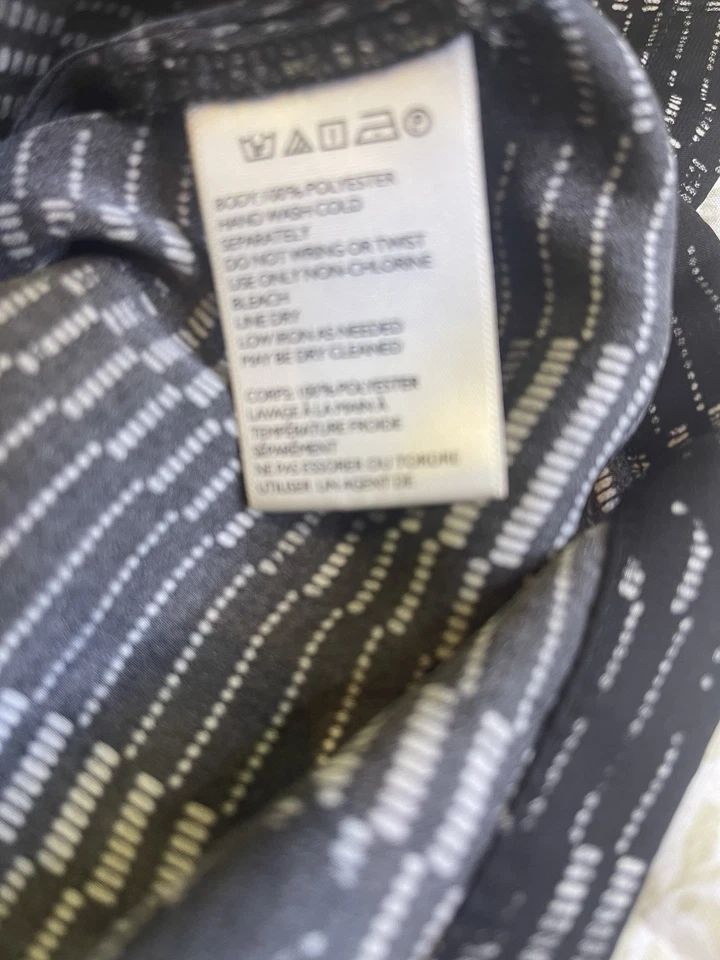 BODY: 100% POLYESTER
HAND WASH COLD
SEPARATELY
DO NOT WRING OR TWIST
USE ONLY NON-CHLORINE
BLEACH
LINE DRY
LOW IRON AS NEEDED
MAY BE DRY CLEANED
CORPS: 100% POLYESTER
LAVAGE À LA MAIN À
TEMPÉRATURE FROIDE
SÉPARÉMENT
NE PAS ESSORER OU TORDRE
UTILISER UN AGENT DE